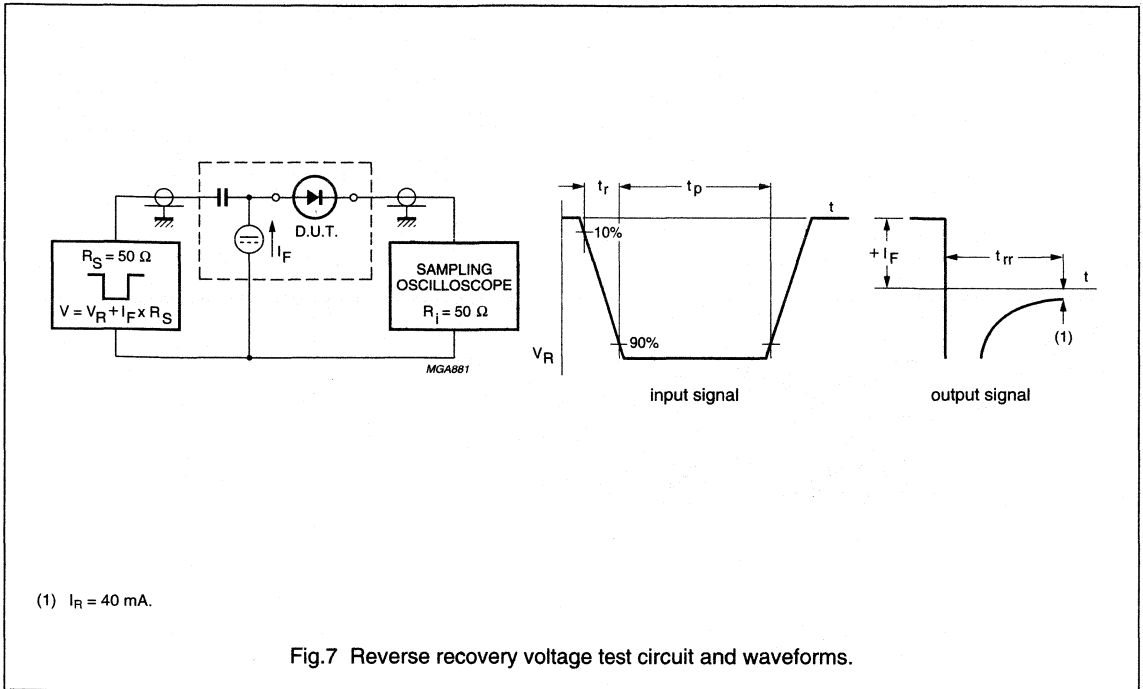 R_S = 50 Ω
V = V_R + I_F x R_S
I_F
D.U.T.
SAMPLING
OSCILLOSCOPE
R_i = 50 Ω
MGA881
t_r
t_p
t
10%
90%
V_R
input signal
+ I_F
t_rr
t
(1)
output signal
(1) I_R = 40 mA.
Fig.7 Reverse recovery voltage test circuit and waveforms.